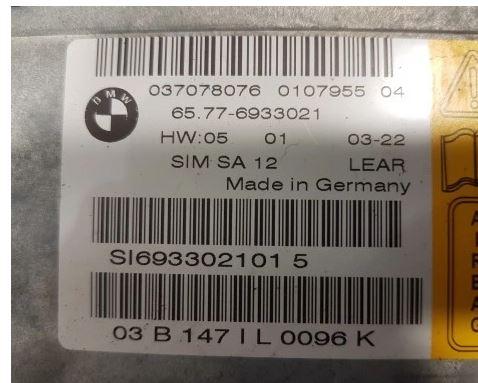 BMW
037078076 0107955 04
65.77-6933021
HW:05 01 03-22
SIM SA 12 LEAR
Made in Germany
SI693302101 5
03 B 147 I L 0096 K